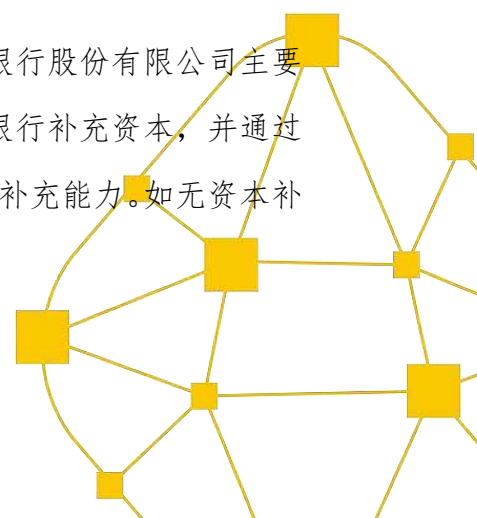 银行股份有限公司主要
银行补充资本，并通过
补充能力。如无资本补